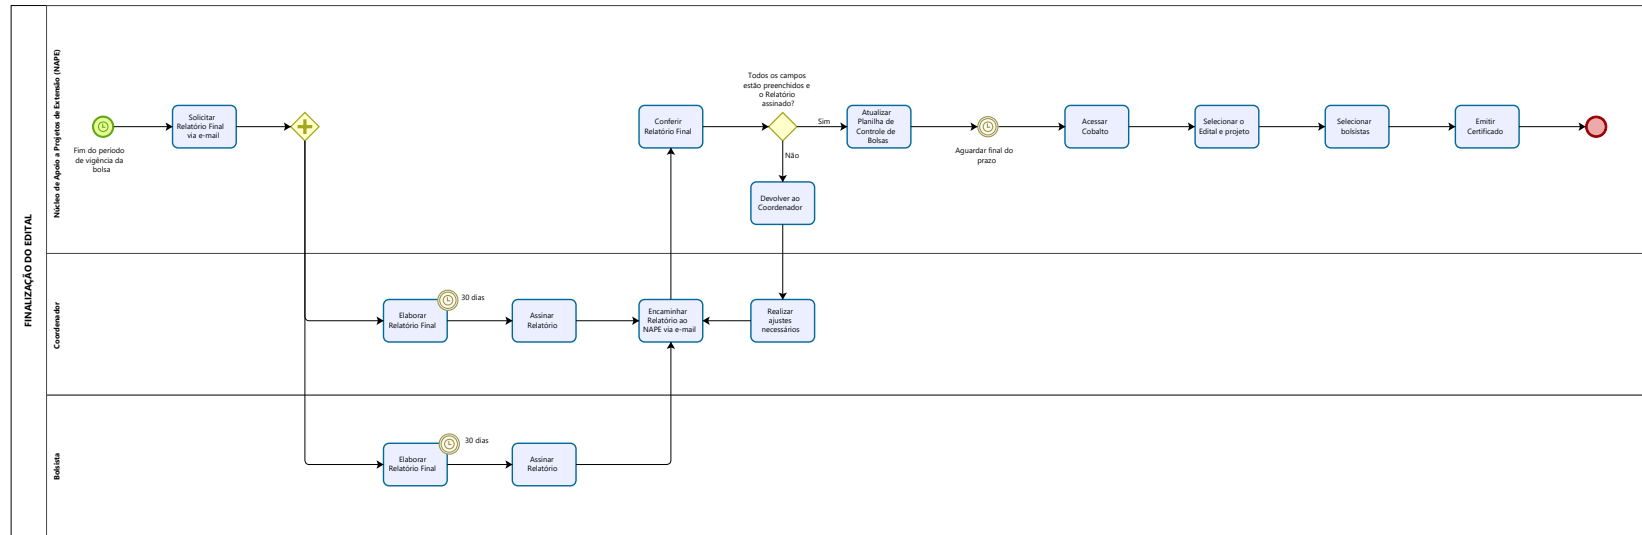 FINALIZAÇÃO DO EDITAL
Núcleo de Apoio a Projetos de Extensão (NAPE)
Fim do período
de vigência da
bolsa
Solicitar
Relatório Final
via e-mail
Conferir
Relatório Final
Todos os campos
estão preenchidos e
o Relatório
assinado?
Sim
Não
Atualizar
Planilha de
Controle de
Bolsas
Aguardar final do
prazo
Acessar
Cobalto
Selecionar o
Edital e projeto
Selecionar
bolsistas
Emitir
Certificado
Devolver ao
Coordenador
Coordenador
Elaborar
Relatório Final
30 dias
Assinar
Relatório
Encaminhar
Relatório ao
NAPE via e-mail
Realizar
ajustes
necessários
Bolsista
Elaborar
Relatório Final
30 dias
Assinar
Relatório